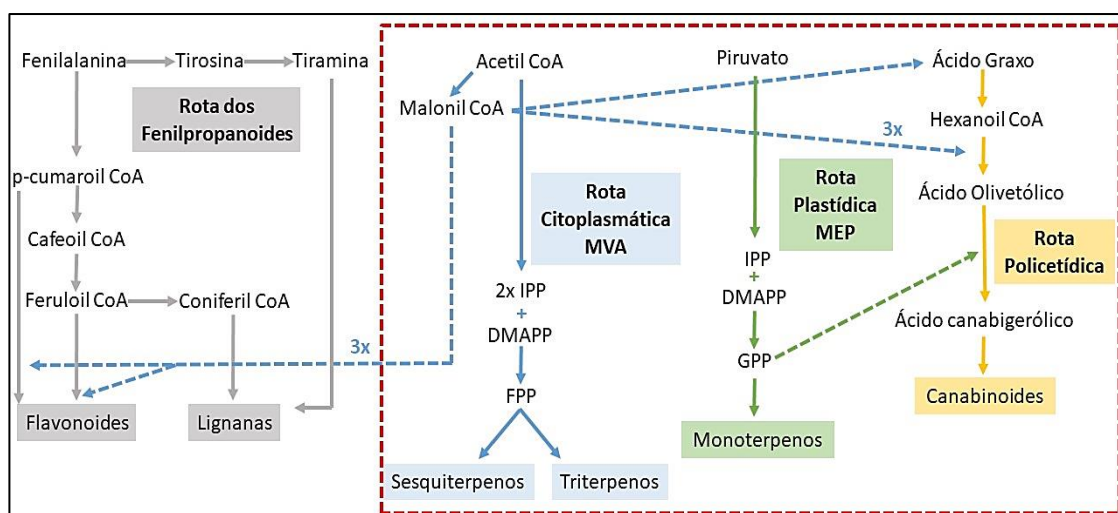 Fenilalanina
Tirosina
Tiramina
Rota dos
Fenilpropanoides
p-cumaroil CoA
Cafeoil CoA
Feruloil CoA
Coniferil CoA
3x
Flavonoides
Lignanas
Acetil CoA
Malonil CoA
Rota
Citoplasmática
MVA
2x IPP
+
DMAPP
FPP
Sesquiterpenos
Triterpenos
Piruvato
Rota
Plastídica
MEP
IPP
+
DMAPP
GPP
Monoterpenos
Ácido Graxo
Hexanoil CoA
3x
Ácido Olivetólico
Rota
Policetídica
Ácido canabigerólico
Canabinoides